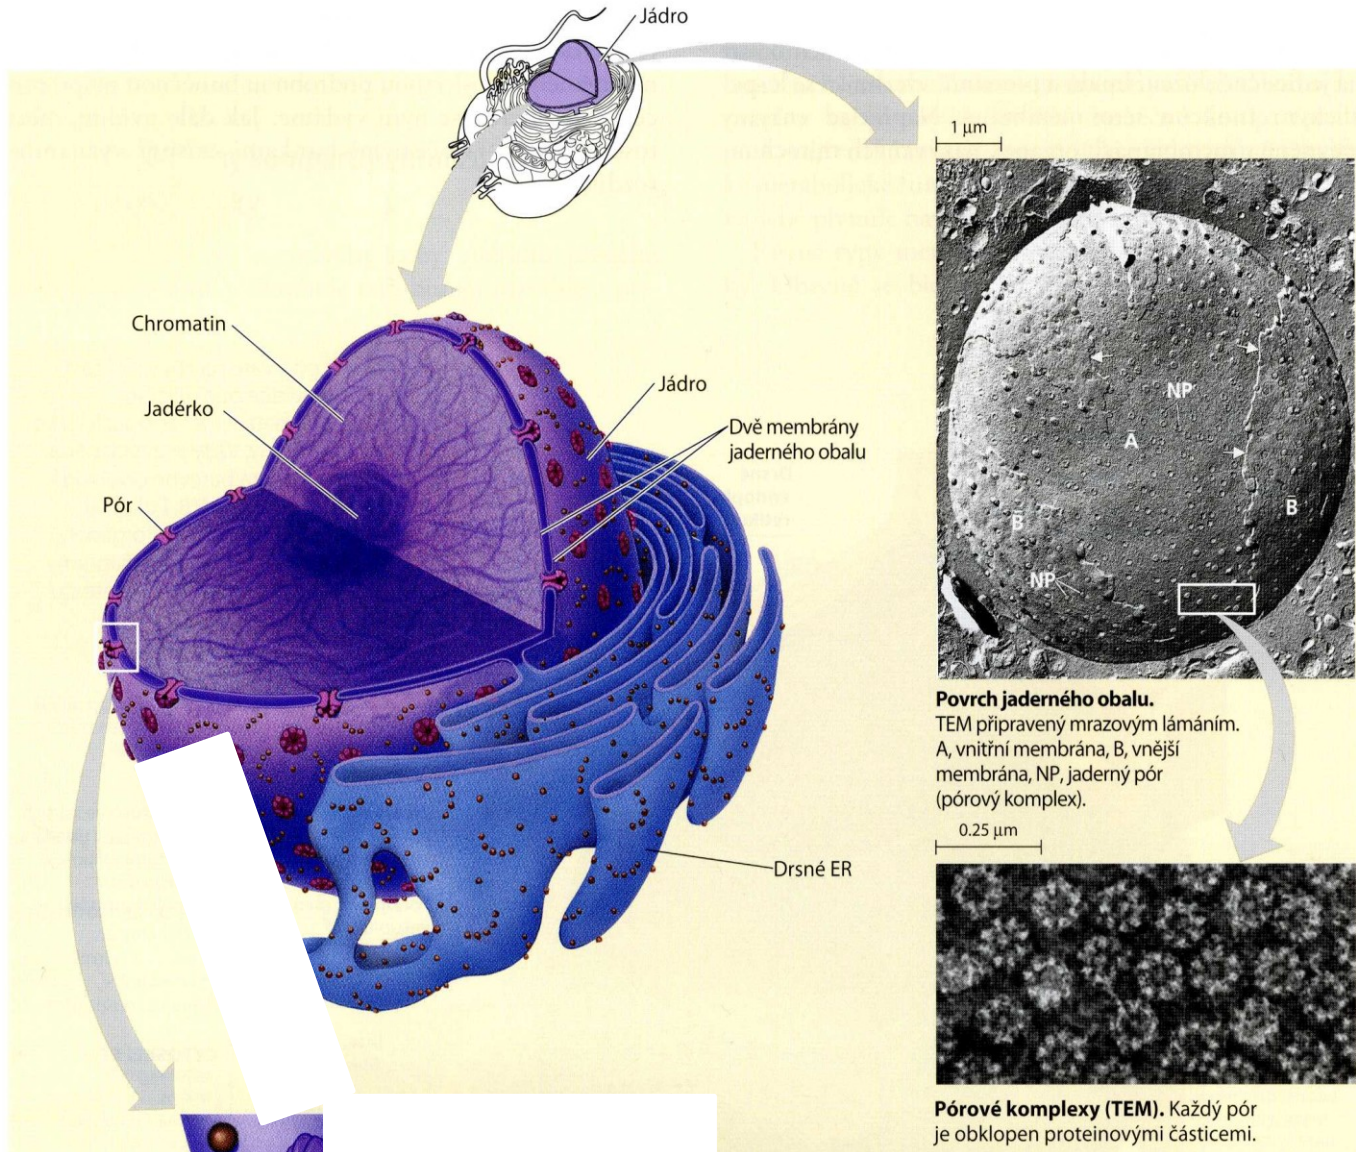 Jádro
1 µm
Chromatin
Jadérko
Pór
Jádro
Dvě membrány
jaderného obalu
Drsné ER
NP
A
B
B
NP
Povrch jaderného obalu.
TEM připravený mrazovým lámáním.
A, vnitřní membrána, B, vnější
membrána, NP, jaderný pór
(pórový komplex).
0.25 µm
Pórové komplexy (TEM). Každý pór
je obklopen proteinovými částicemi.